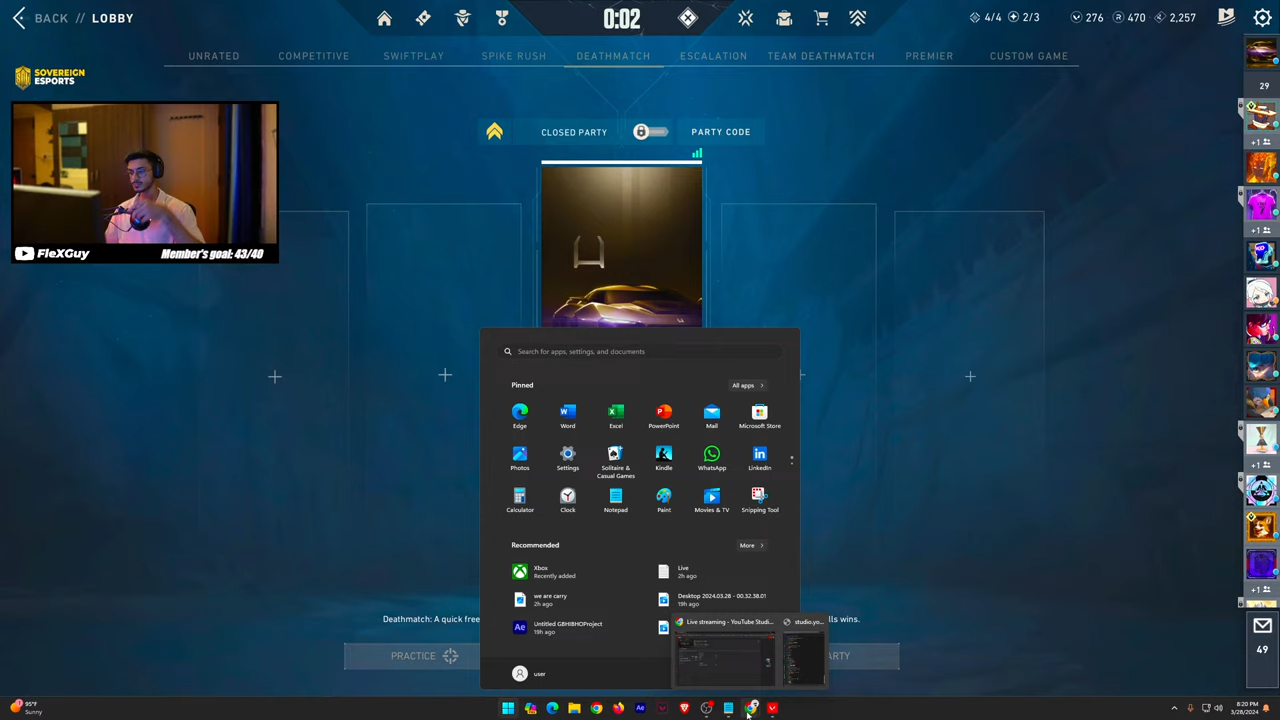 BACK // LOBBY
0:02
4/4
2/3
276
470
2,257
UNRATED
COMPETITIVE
SWIFTPLAY
SPIKE RUSH
DEATHMATCH
ESCALATION
TEAM DEATHMATCH
PREMIER
CUSTOM GAME
SOVEREIGN
ESPORTS
29
CLOSED PARTY
PARTY CODE
+1
+1
FleXGuy
Member's goal: 43/40
Search for apps, settings, and documents
Pinned
All apps
Edge
Word
Excel
PowerPoint
Mail
Microsoft Store
Photos
Settings
Solitaire &
Casual Games
Kindle
WhatsApp
LinkedIn
+1
Calculator
Clock
Notepad
Paint
Movies & TV
Snipping Tool
Recommended
More
Xbox
Recently added
Live
2h ago
we are carry
2h ago
Desktop 2024.03.28 - 00.32.38.01
19h ago
+1
Untitled GBHIBHOProject
19h ago
Live streaming - YouTube Studi...
studio.yo...
Deathmatch: A quick free
lls wins.
PRACTICE
ARTY
49
user
95°F
Sunny
8:20 PM
3/28/2024